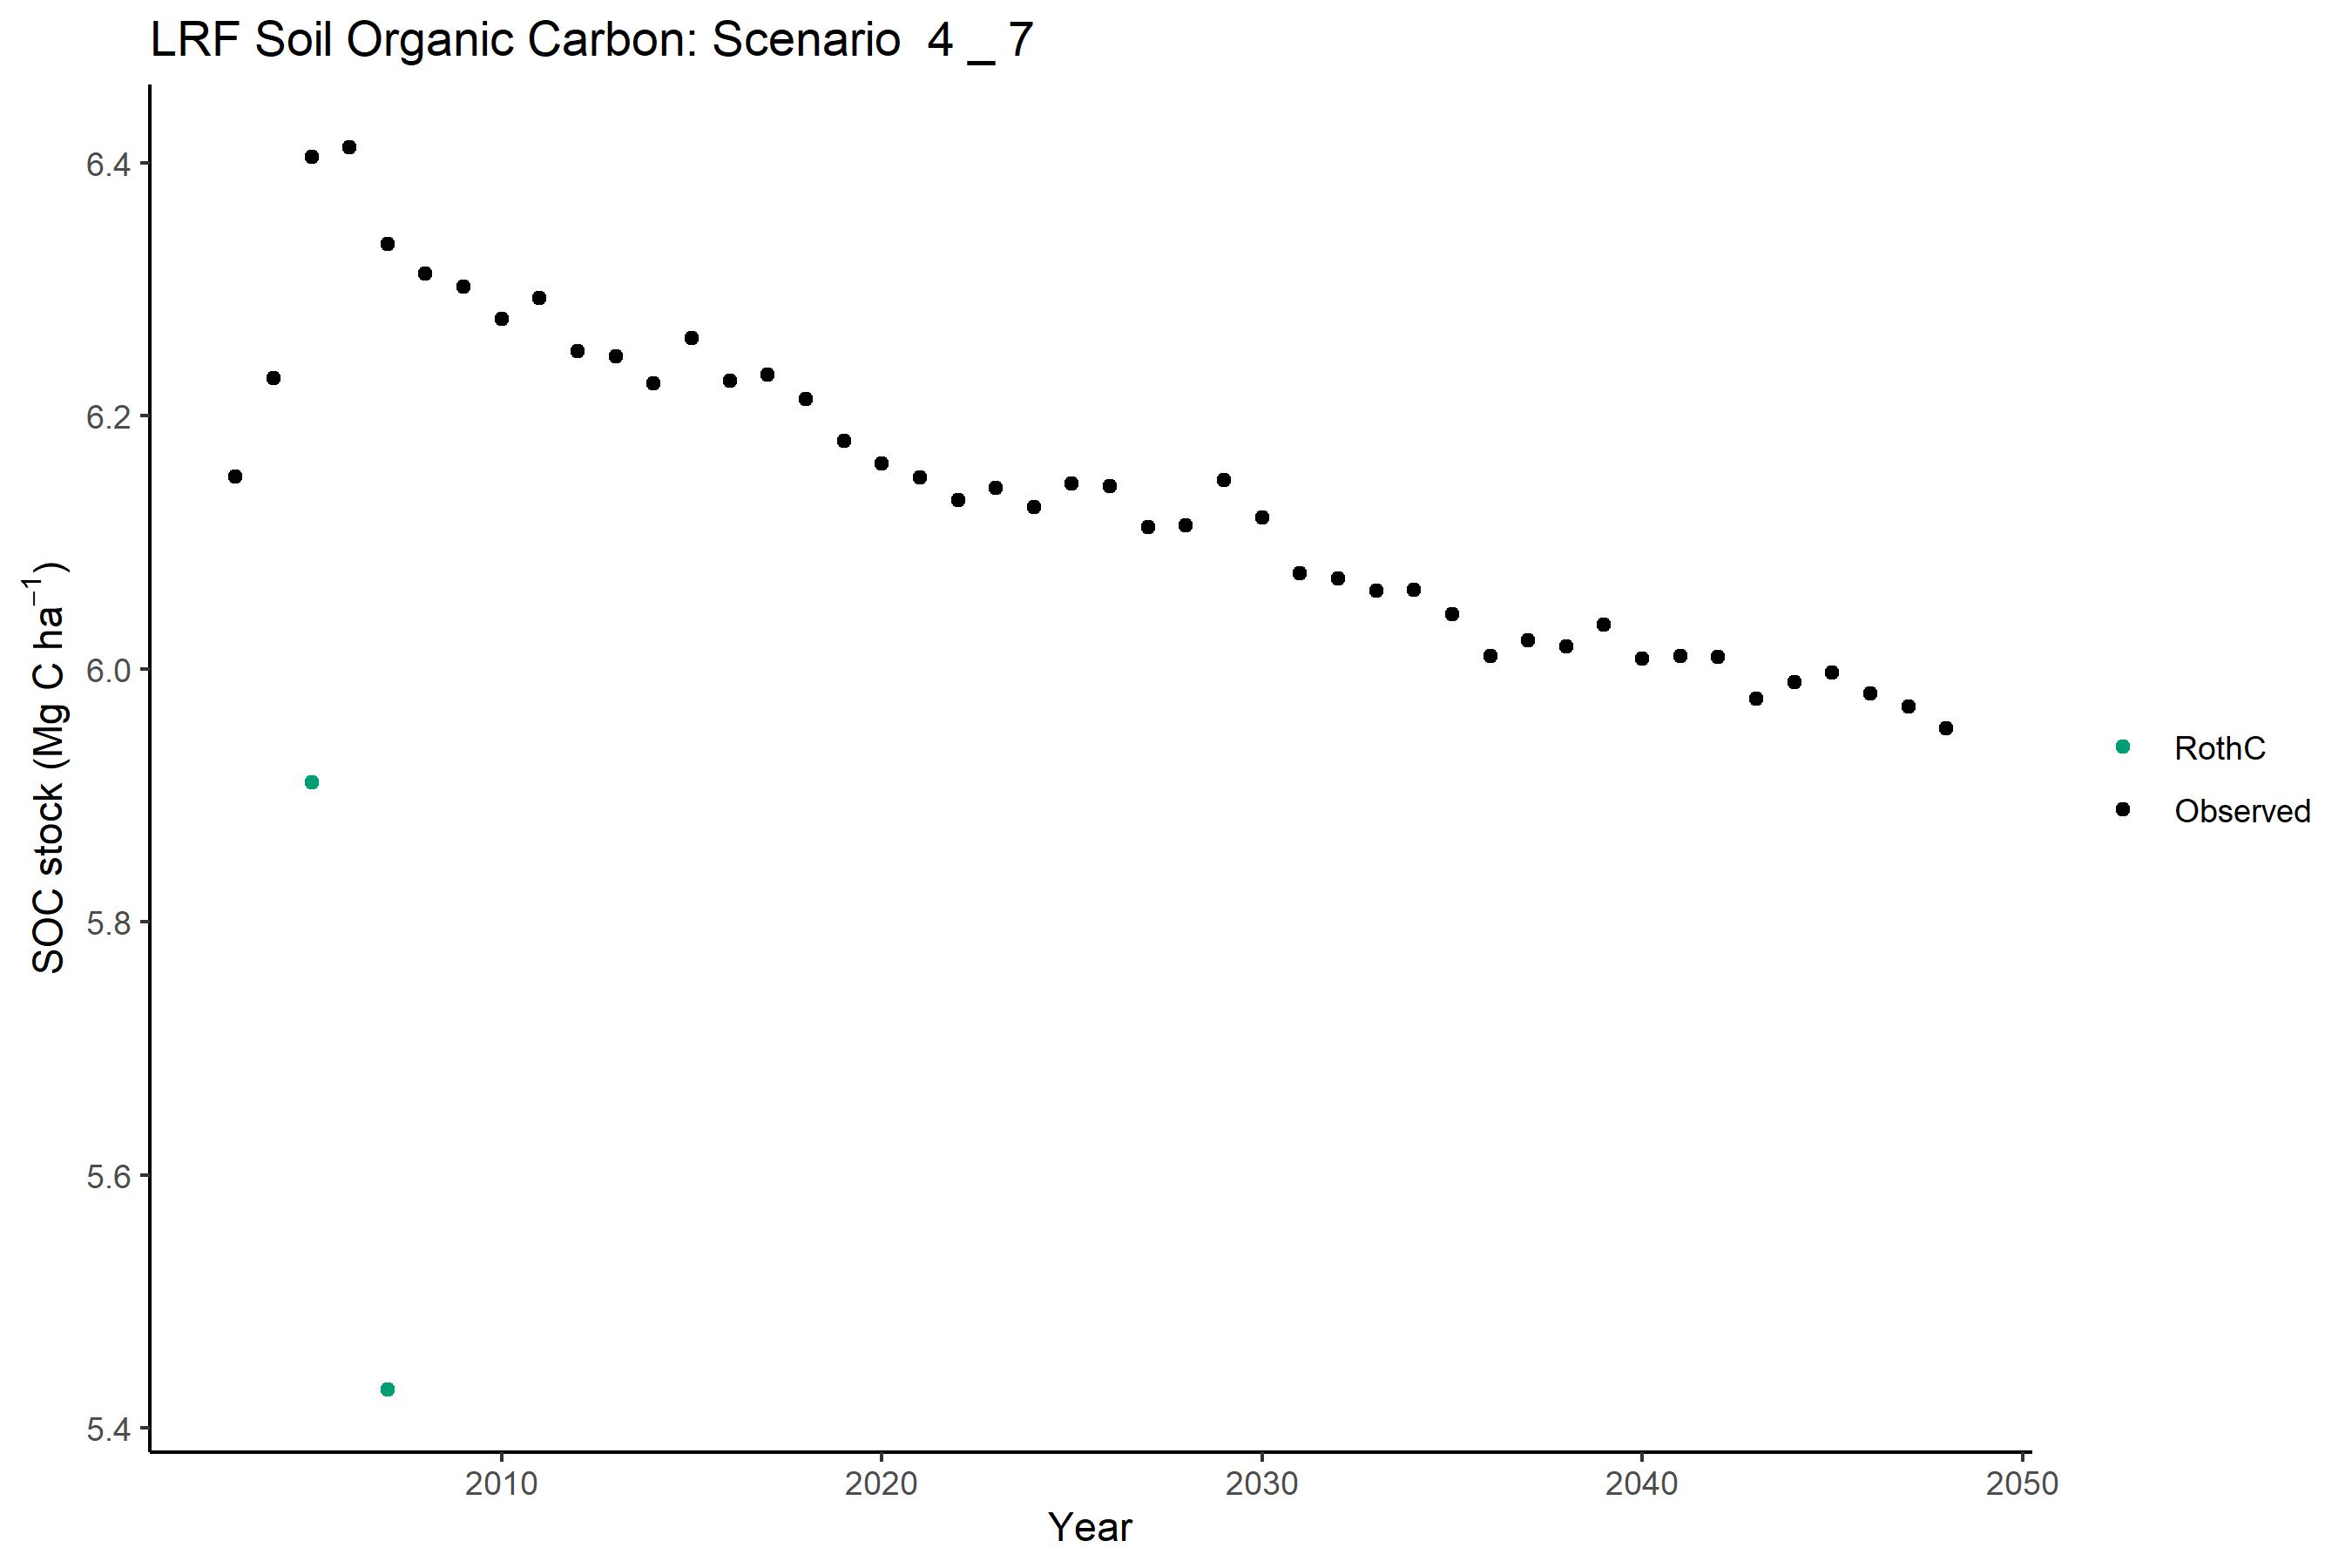 LRF Soil Organic Carbon: Scenario  4 _ 7
SOC stock (Mg C ha⁻¹)
6.4
6.2
6.0
5.8
5.6
5.4
2010 2020 2030 2040 2050
Year
RothC
Observed